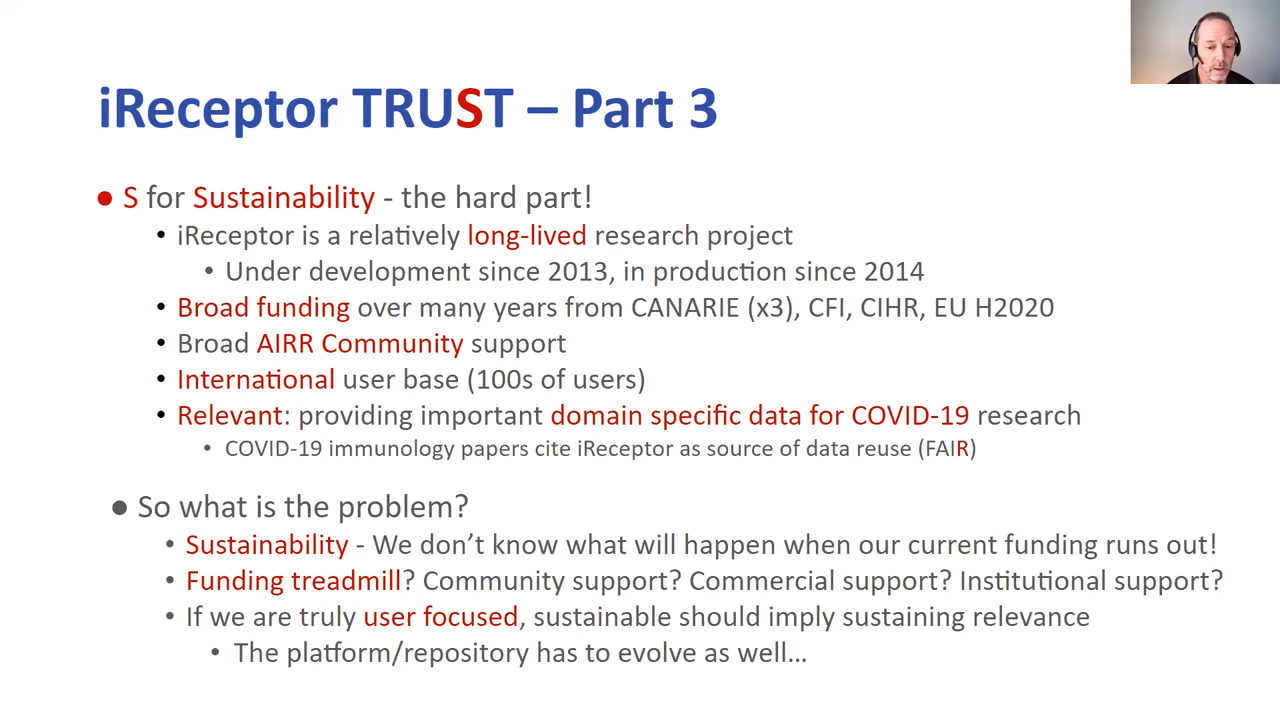 iReceptor TRUST – Part 3
● S for Sustainability - the hard part!
• iReceptor is a relatively long-lived research project
• Under development since 2013, in production since 2014
• Broad funding over many years from CANARIE (x3), CFI, CIHR, EU H2020
• Broad AIRR Community support
• International user base (100s of users)
• Relevant: providing important domain specific data for COVID-19 research
• COVID-19 immunology papers cite iReceptor as source of data reuse (FAIR)
● So what is the problem?
• Sustainability - We don’t know what will happen when our current funding runs out!
• Funding treadmill? Community support? Commercial support? Institutional support?
• If we are truly user focused, sustainable should imply sustaining relevance
• The platform/repository has to evolve as well…